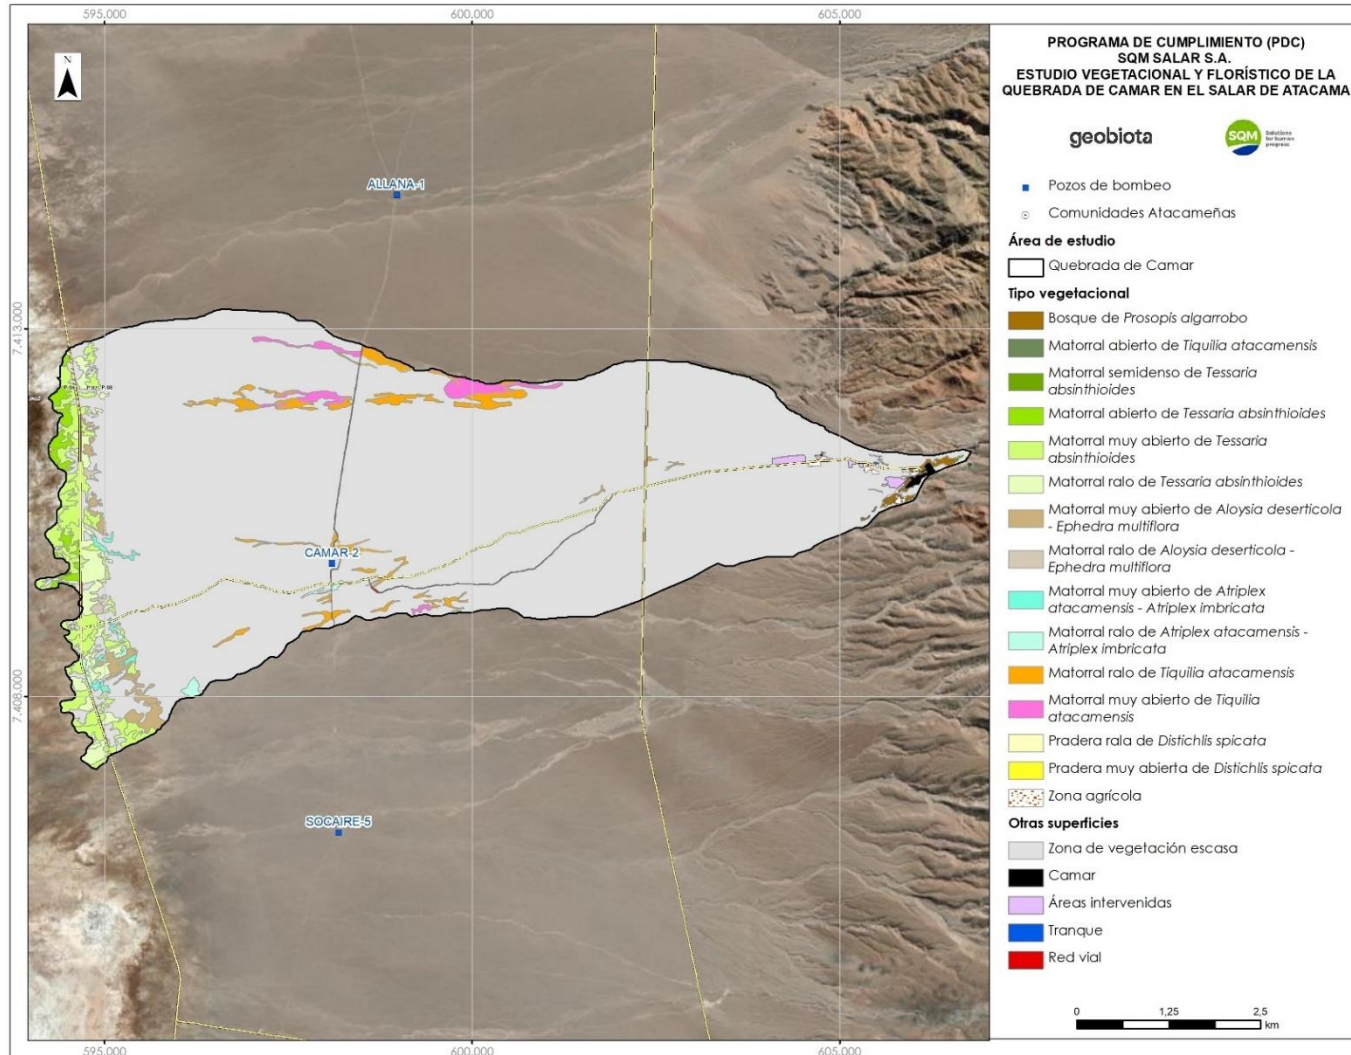 595.000
600.000
605.000
PROGRAMA DE CUMPLIMIENTO (PDC)
SQM SALAR S.A.
ESTUDIO VEGETACIONAL Y FLORÍSTICO DE LA
QUEBRADA DE CAMAR EN EL SALAR DE ATACAMA
N
geobiota
SQM
Solutions
for human
progress
Pozos de bombeo
Comunidades Atacameñas
Área de estudio
Quebrada de Camar
Tipo vegetacional
Bosque de Prosopis algarrobo
Matorral abierto de Tiquilia atacamensis
Matorral semidenso de Tessaria
absinthioides
Matorral abierto de Tessaria absinthioides
Matorral muy abierto de Tessaria
absinthioides
Matorral ralo de Tessaria absinthioides
Matorral muy abierto de Aloysia deserticola
- Ephedra multiflora
Matorral ralo de Aloysia deserticola -
Ephedra multiflora
Matorral muy abierto de Atriplex
atacamensis - Atriplex imbricata
Matorral ralo de Atriplex atacamensis -
Atriplex imbricata
Matorral ralo de Tiquilia atacamensis
Matorral muy abierto de Tiquilia
atacamensis
Pradera rala de Distichlis spicata
Pradera muy abierta de Distichlis spicata
Zona agrícola
Otras superficies
Zona de vegetación escasa
Camar
Áreas intervenidas
Tranque
Red vial
0
1,25
2,5
km
ALLANA-1
7.413.000
CAMAR-2
7.408.000
SOCAIRE-5
595.000
600.000
605.000